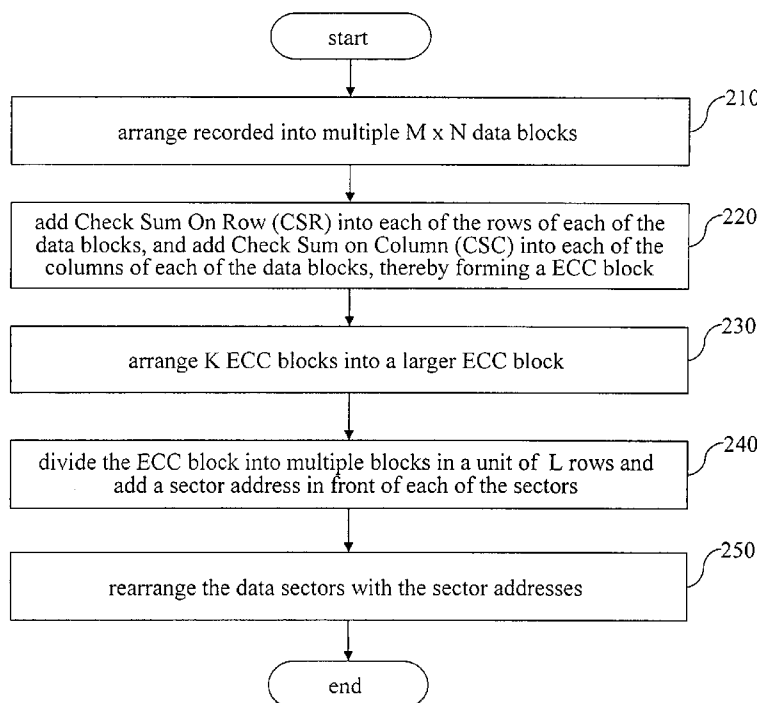 start
210
arrange recorded into multiple M x N data blocks
220
add Check Sum On Row (CSR) into each of the rows of each of the
data blocks, and add Check Sum on Column (CSC) into each of the
columns of each of the data blocks, thereby forming a ECC block
230
arrange K ECC blocks into a larger ECC block
240
divide the ECC block into multiple blocks in a unit of L rows and
add a sector address in front of each of the sectors
250
rearrange the data sectors with the sector addresses
end